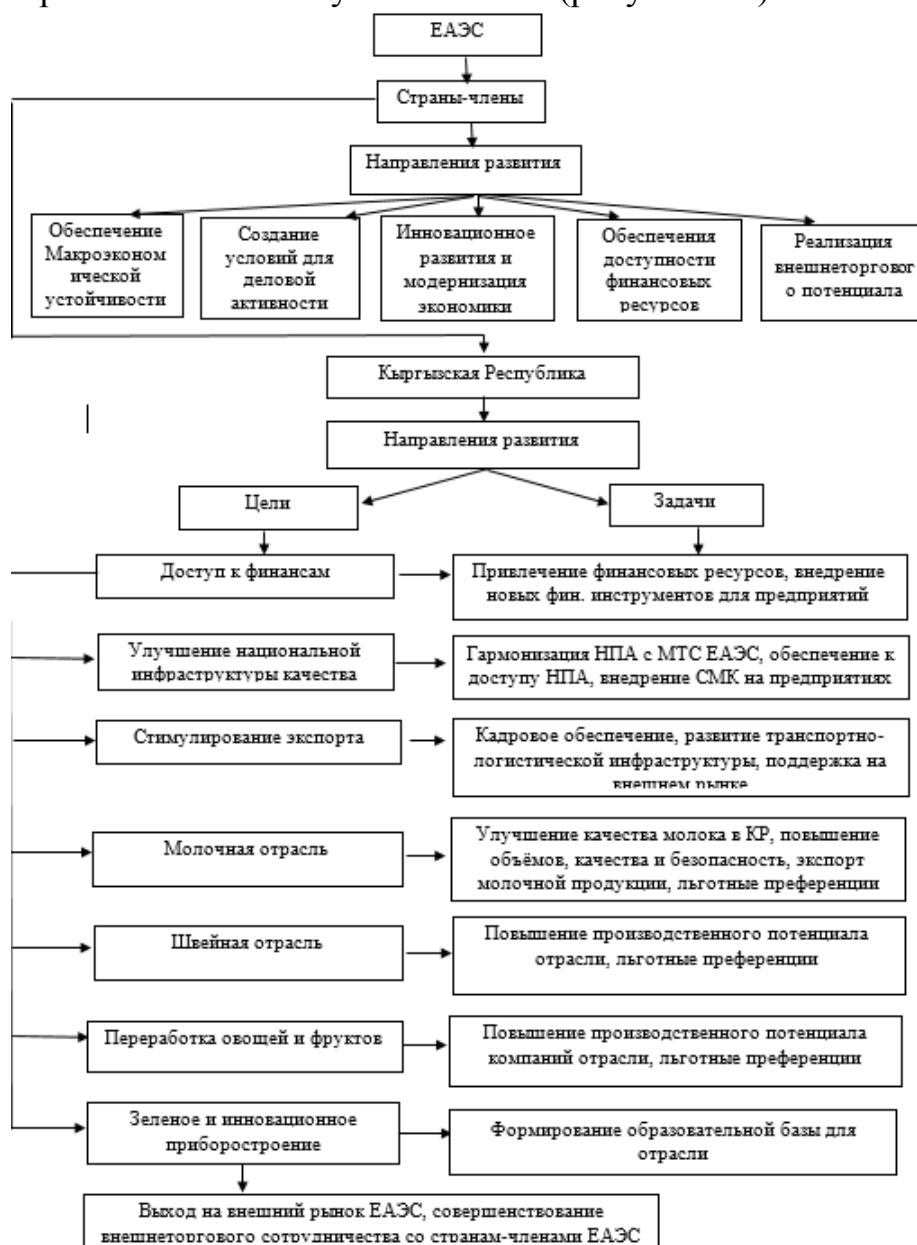 ЕАЭС
Страны-члены
Направления развития
Обеспечение
Макроэконом
ической
устойчивости
Создание
условий для
деловой
активности
Инновационное
развития и
модернизация
экономики
Обеспечения
доступности
финансовых
ресурсов
Реализация
внешнеторговог
о потенциала
Кыргызская Республика
Направления развития
Цели
Задачи
Доступ к финансам
Привлечение финансовых ресурсов, внедрение
новых фин. инструментов для предприятий
Улучшение национальной
инфраструктуры качества
Гармонизация НПА с МТС ЕАЭС, обеспечение к
доступу НПА, внедрение СМК на предприятиях
Стимулирование экспорта
Кадровое обеспечение, развитие транспортно-
логистической инфраструктуры, поддержка на
внешнем рынке
Молочная отрасль
Улучшение качества молока в КР, повышение
объёмов, качества и безопасность, экспорт
молочной продукции, льготные преференции
Швейная отрасль
Повышение производственного потенциала
отрасли, льготные преференции
Переработка овощей и фруктов
Повышение производственного потенциала
компаний отрасли, льготные преференции
Зеленое и инновационное
приборостроение
Формирование образовательной базы для
отрасли
Выход на внешний рынок ЕАЭС, совершенствование
внешнеторгового сотрудничества со странам-членами ЕАЭС